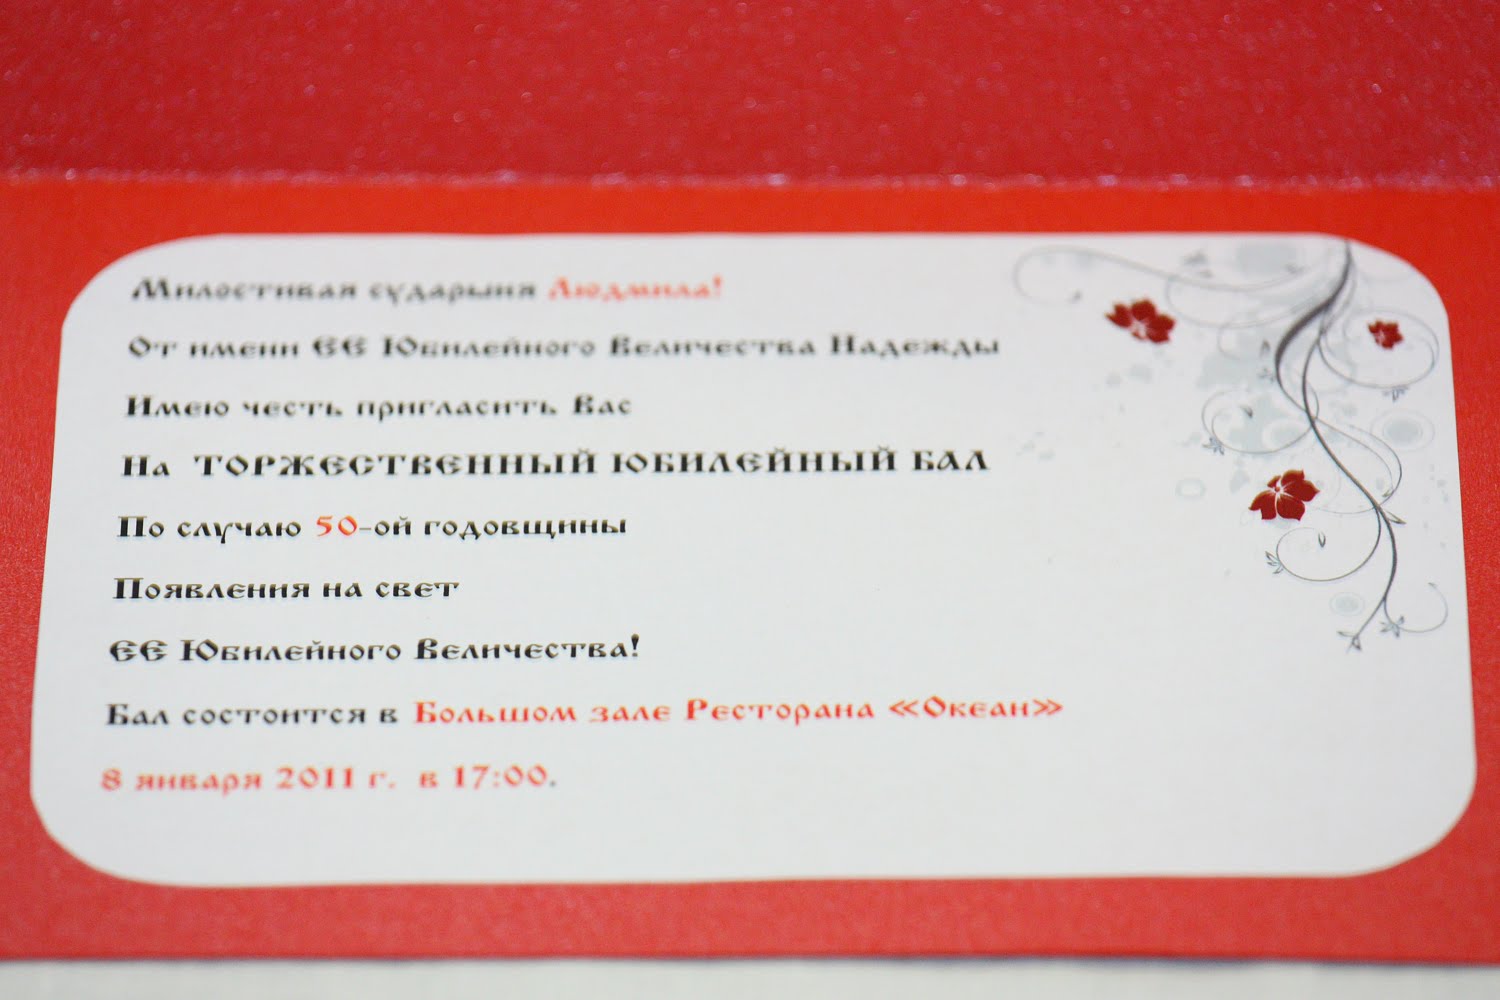 Милостивая сударыня Людмила!
От имени ЕЕ Юбилейного Величества Надежды
Имею честь пригласить Вас
На ТОРЖЕСТВЕННЫЙ ЮБИЛЕЙНЫЙ БАЛ
По случаю 50-ой годовщины
Появления на свет
ЕЕ Юбилейного Величества!
Бал состоится в Большом зале Ресторана «Океан»
8 января 2011 г. в 17:00.